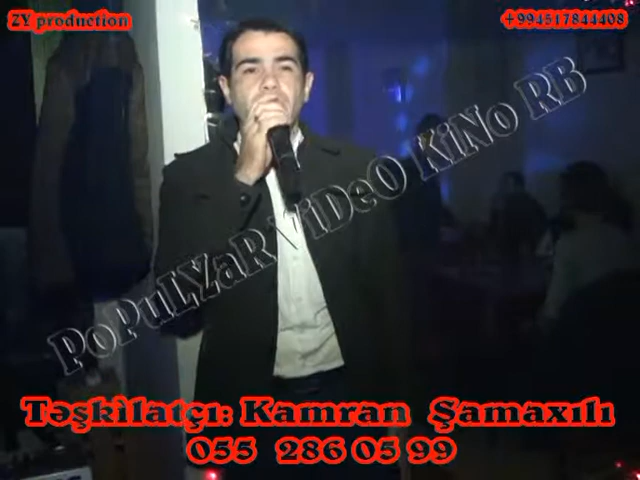 ZY production
+994517844408
PoPuLYaR ViDeO KiNo RB
Təşkilatçı: Kamran Şamaxılı
055 286 05 99